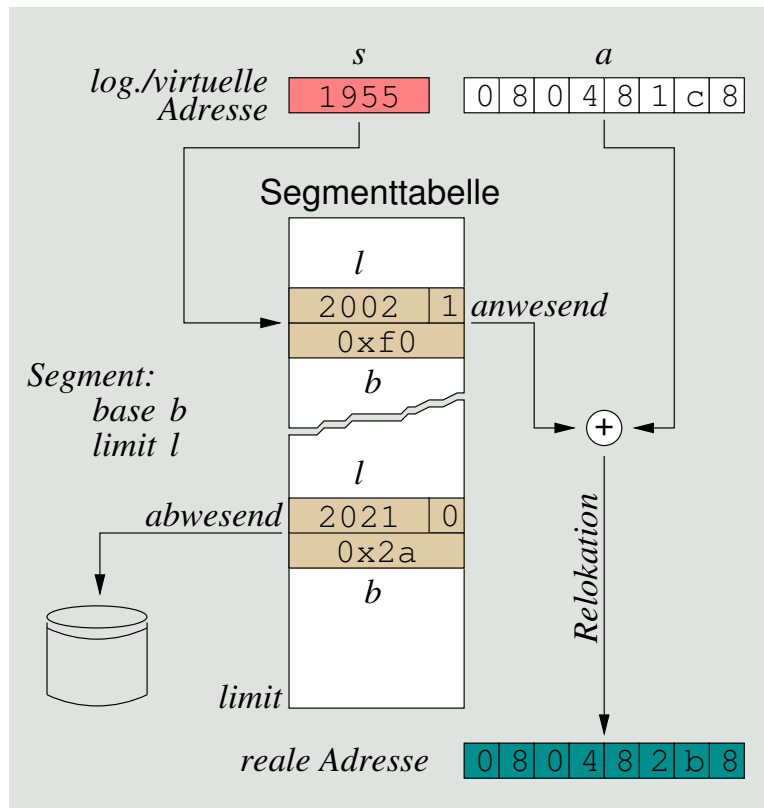 s
a
log./virtuelle
Adresse
1955
0 8 0 4 8 1 c 8
Segmenttabelle
l
2002 1 anwesend
0xf0
b
Segment:
base b
limit l
+
l
abwesend 2021 0
0x2a
b
Relokation
limit
reale Adresse 0 8 0 4 8 2 b 8